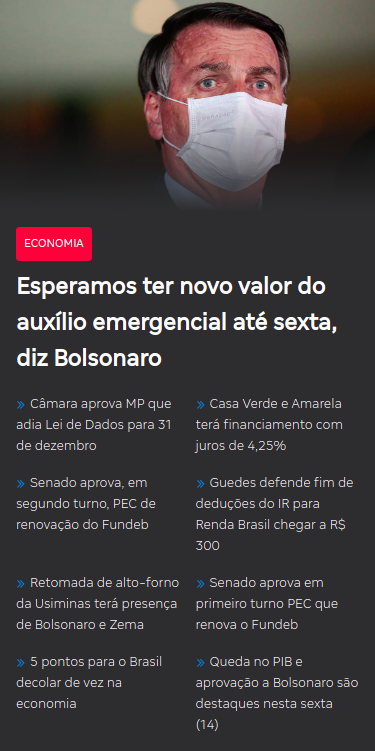 ECONOMIA
Esperamos ter novo valor do
auxílio emergencial até sexta,
diz Bolsonaro
» Câmara aprova MP que
adia Lei de Dados para 31
de dezembro
» Casa Verde e Amarela
terá financiamento com
juros de 4,25%
» Senado aprova, em
segundo turno, PEC de
renovação do Fundeb
» Guedes defende fim de
deduções do IR para
Renda Brasil chegar a R$
300
» Retomada de alto-forno
da Usiminas terá presença
de Bolsonaro e Zema
» Senado aprova em
primeiro turno PEC que
renova o Fundeb
» 5 pontos para o Brasil
decolar de vez na
economia
» Queda no PIB e
aprovação a Bolsonaro são
destaques nesta sexta
(14)